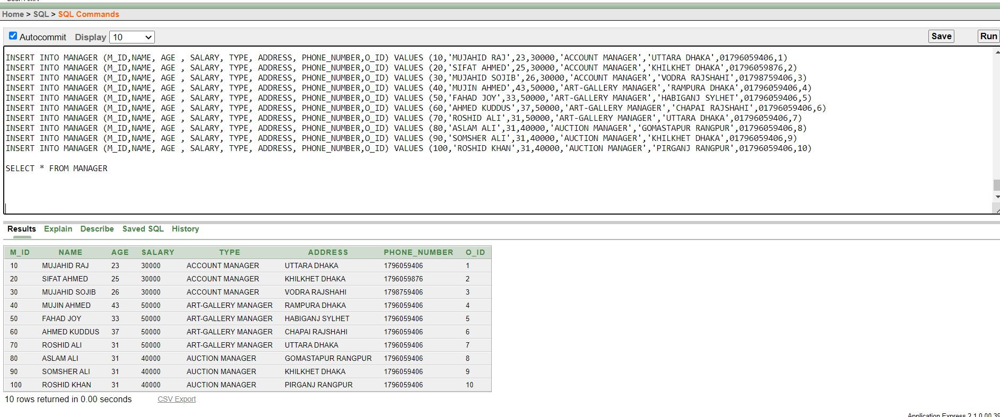 User: AMR
Home > SQL > SQL Commands
Autocommit Display 10 Save Run
INSERT INTO MANAGER (M_ID,NAME, AGE , SALARY, TYPE, ADDRESS, PHONE_NUMBER,O_ID) VALUES (10,'MUJAHID RAJ',23,30000,'ACCOUNT MANAGER','UTTARA DHAKA',01796059406,1)
INSERT INTO MANAGER (M_ID,NAME, AGE , SALARY, TYPE, ADDRESS, PHONE_NUMBER,O_ID) VALUES (20,'SIFAT AHMED',25,30000,'ACCOUNT MANAGER','KHILKHET DHAKA',01796059876,2)
INSERT INTO MANAGER (M_ID,NAME, AGE , SALARY, TYPE, ADDRESS, PHONE_NUMBER,O_ID) VALUES (30,'MUJAHID SOJIB',26,30000,'ACCOUNT MANAGER','VODRA RAJSHAHI',01798759406,3)
INSERT INTO MANAGER (M_ID,NAME, AGE , SALARY, TYPE, ADDRESS, PHONE_NUMBER,O_ID) VALUES (40,'MUJIN AHMED',43,50000,'ART-GALLERY MANAGER','RAMPURA DHAKA',01796059406,4)
INSERT INTO MANAGER (M_ID,NAME, AGE , SALARY, TYPE, ADDRESS, PHONE_NUMBER,O_ID) VALUES (50,'FAHAD JOY',33,50000,'ART-GALLERY MANAGER','HABIGANJ SYLHET',01796059406,5)
INSERT INTO MANAGER (M_ID,NAME, AGE , SALARY, TYPE, ADDRESS, PHONE_NUMBER,O_ID) VALUES (60,'AHMED KUDDUS',37,50000,'ART-GALLERY MANAGER','CHAPAI RAJSHAHI',01796059406,6)
INSERT INTO MANAGER (M_ID,NAME, AGE , SALARY, TYPE, ADDRESS, PHONE_NUMBER,O_ID) VALUES (70,'ROSHID ALI',31,50000,'ART-GALLERY MANAGER','UTTARA DHAKA',01796059406,7)
INSERT INTO MANAGER (M_ID,NAME, AGE , SALARY, TYPE, ADDRESS, PHONE_NUMBER,O_ID) VALUES (80,'ASLAM ALI',31,40000,'AUCTION MANAGER','GOMASTAPUR RANGPUR',01796059406,8)
INSERT INTO MANAGER (M_ID,NAME, AGE , SALARY, TYPE, ADDRESS, PHONE_NUMBER,O_ID) VALUES (90,'SOMSHER ALI',31,40000,'AUCTION MANAGER','KHILKHET DHAKA',01796059406,9)
INSERT INTO MANAGER (M_ID,NAME, AGE , SALARY, TYPE, ADDRESS, PHONE_NUMBER,O_ID) VALUES (100,'ROSHID KHAN',31,40000,'AUCTION MANAGER','PIRGANJ RANGPUR',01796059406,10)
SELECT * FROM MANAGER
Results Explain Describe Saved SQL History
M_ID NAME AGE SALARY TYPE ADDRESS PHONE_NUMBER O_ID
10 MUJAHID RAJ 23 30000 ACCOUNT MANAGER UTTARA DHAKA 1796059406 1
20 SIFAT AHMED 25 30000 ACCOUNT MANAGER KHILKHET DHAKA 1796059876 2
30 MUJAHID SOJIB 26 30000 ACCOUNT MANAGER VODRA RAJSHAHI 1798759406 3
40 MUJIN AHMED 43 50000 ART-GALLERY MANAGER RAMPURA DHAKA 1796059406 4
50 FAHAD JOY 33 50000 ART-GALLERY MANAGER HABIGANJ SYLHET 1796059406 5
60 AHMED KUDDUS 37 50000 ART-GALLERY MANAGER CHAPAI RAJSHAHI 1796059406 6
70 ROSHID ALI 31 50000 ART-GALLERY MANAGER UTTARA DHAKA 1796059406 7
80 ASLAM ALI 31 40000 AUCTION MANAGER GOMASTAPUR RANGPUR 1796059406 8
90 SOMSHER ALI 31 40000 AUCTION MANAGER KHILKHET DHAKA 1796059406 9
100 ROSHID KHAN 31 40000 AUCTION MANAGER PIRGANJ RANGPUR 1796059406 10
10 rows returned in 0.00 seconds CSV Export
Application Express 2.1.0.00.39